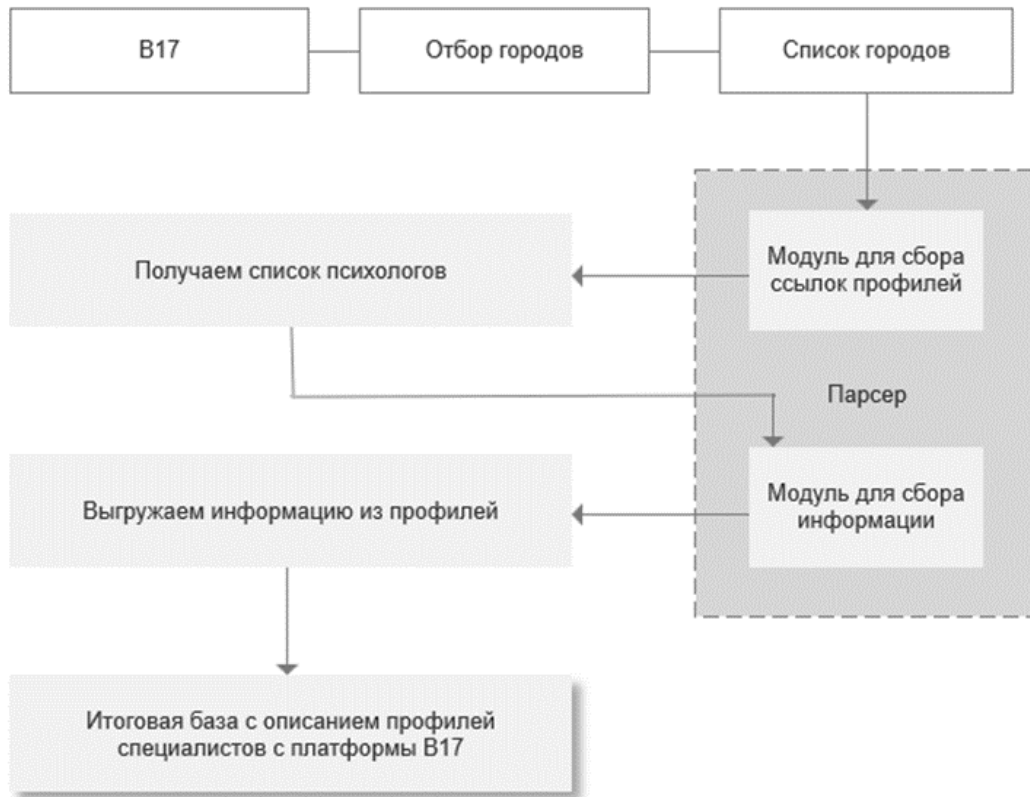 B17
Отбор городов
Список городов
Модуль для сбора
ссылок профилей
Получаем список психологов
Парсер
Модуль для сбора
информации
Выгружаем информацию из профилей
Итоговая база с описанием профилей
специалистов с платформы B17